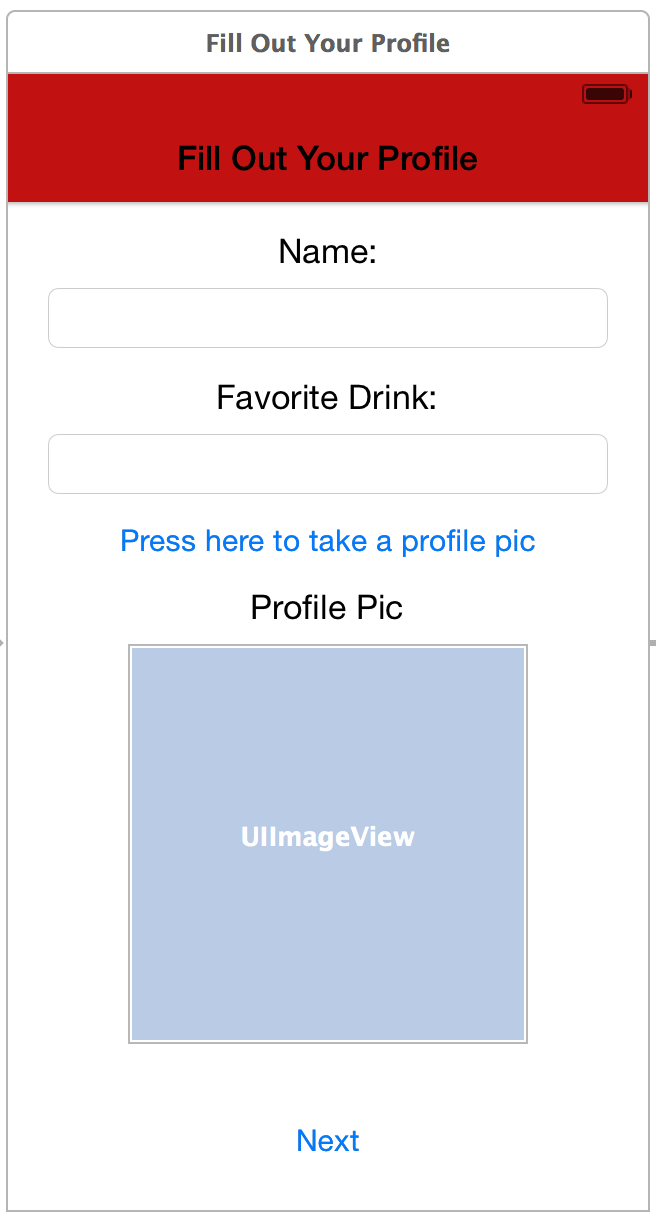 Fill Out Your Profile
Fill Out Your Profile
Name:
Favorite Drink:
Press here to take a profile pic
Profile Pic
UIImageView
Next